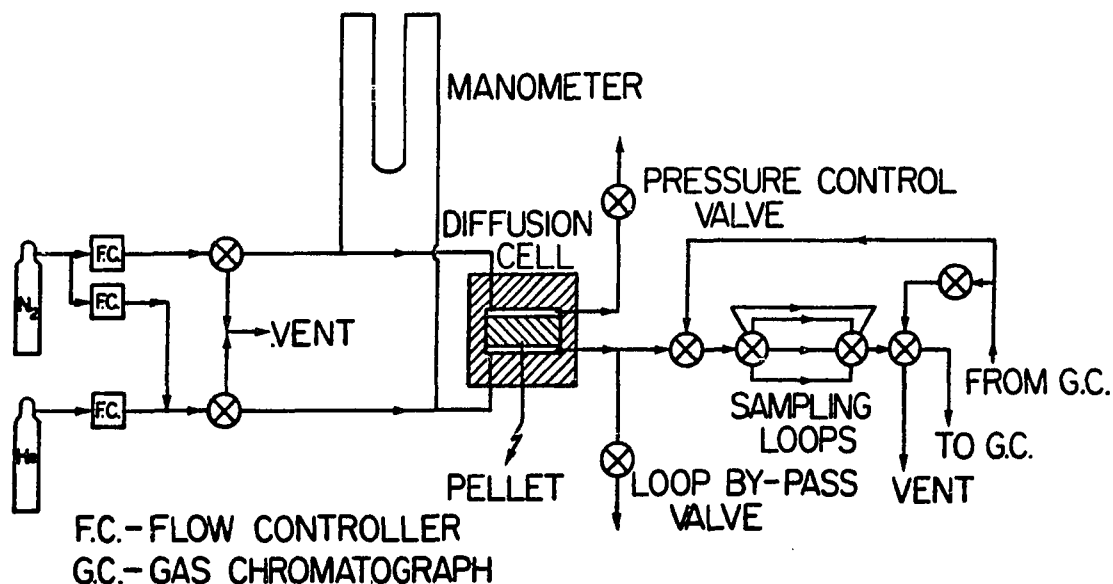 MANOMETER
PRESSURE CONTROL
VALVE
DIFFUSION
CELL
F.C.
N2
F.C.
VENT
F.C.
He
FROM G.C.
SAMPLING
LOOPS
TO G.C.
PELLET
LOOP BY-PASS
VALVE
VENT
F.C.-FLOW CONTROLLER
G.C.-GAS CHROMATOGRAPH